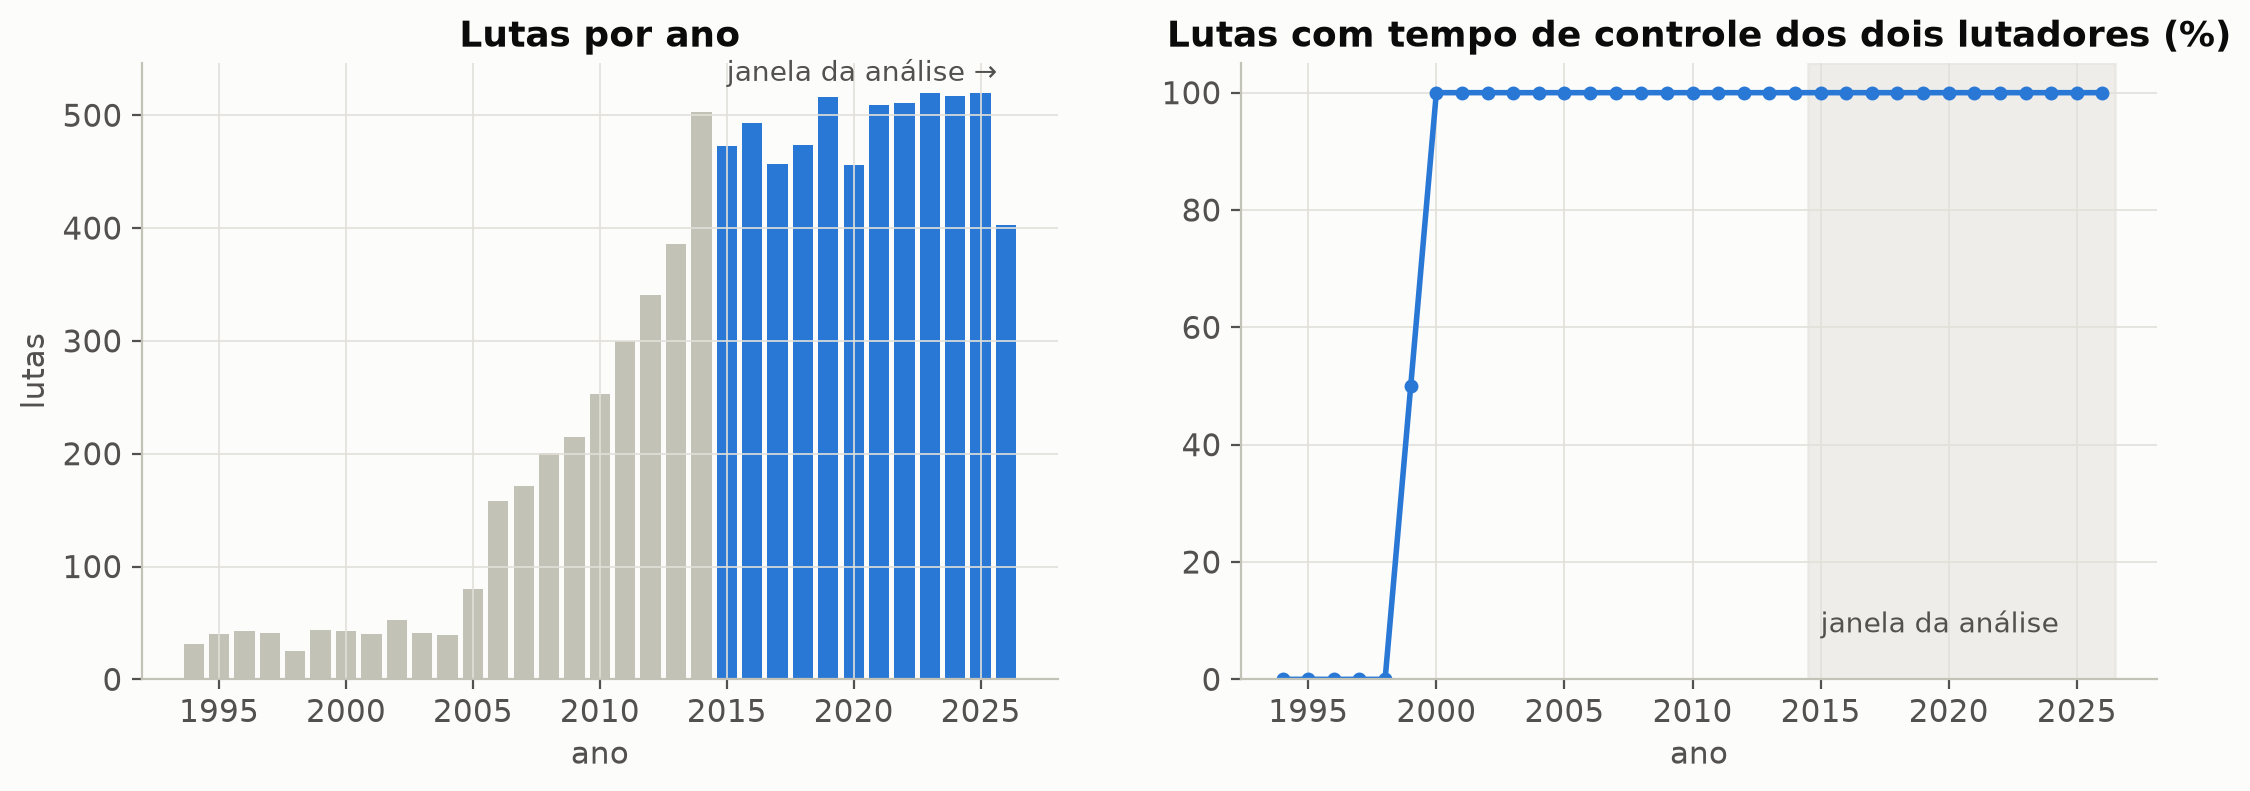 Lutas por ano
janela da análise →
lutas
500
400
300
200
100
0
1995 2000 2005 2010 2015 2020 2025
ano
Lutas com tempo de controle dos dois lutadores (%)
100
80
60
40
20
0
janela da análise
1995 2000 2005 2010 2015 2020 2025
ano